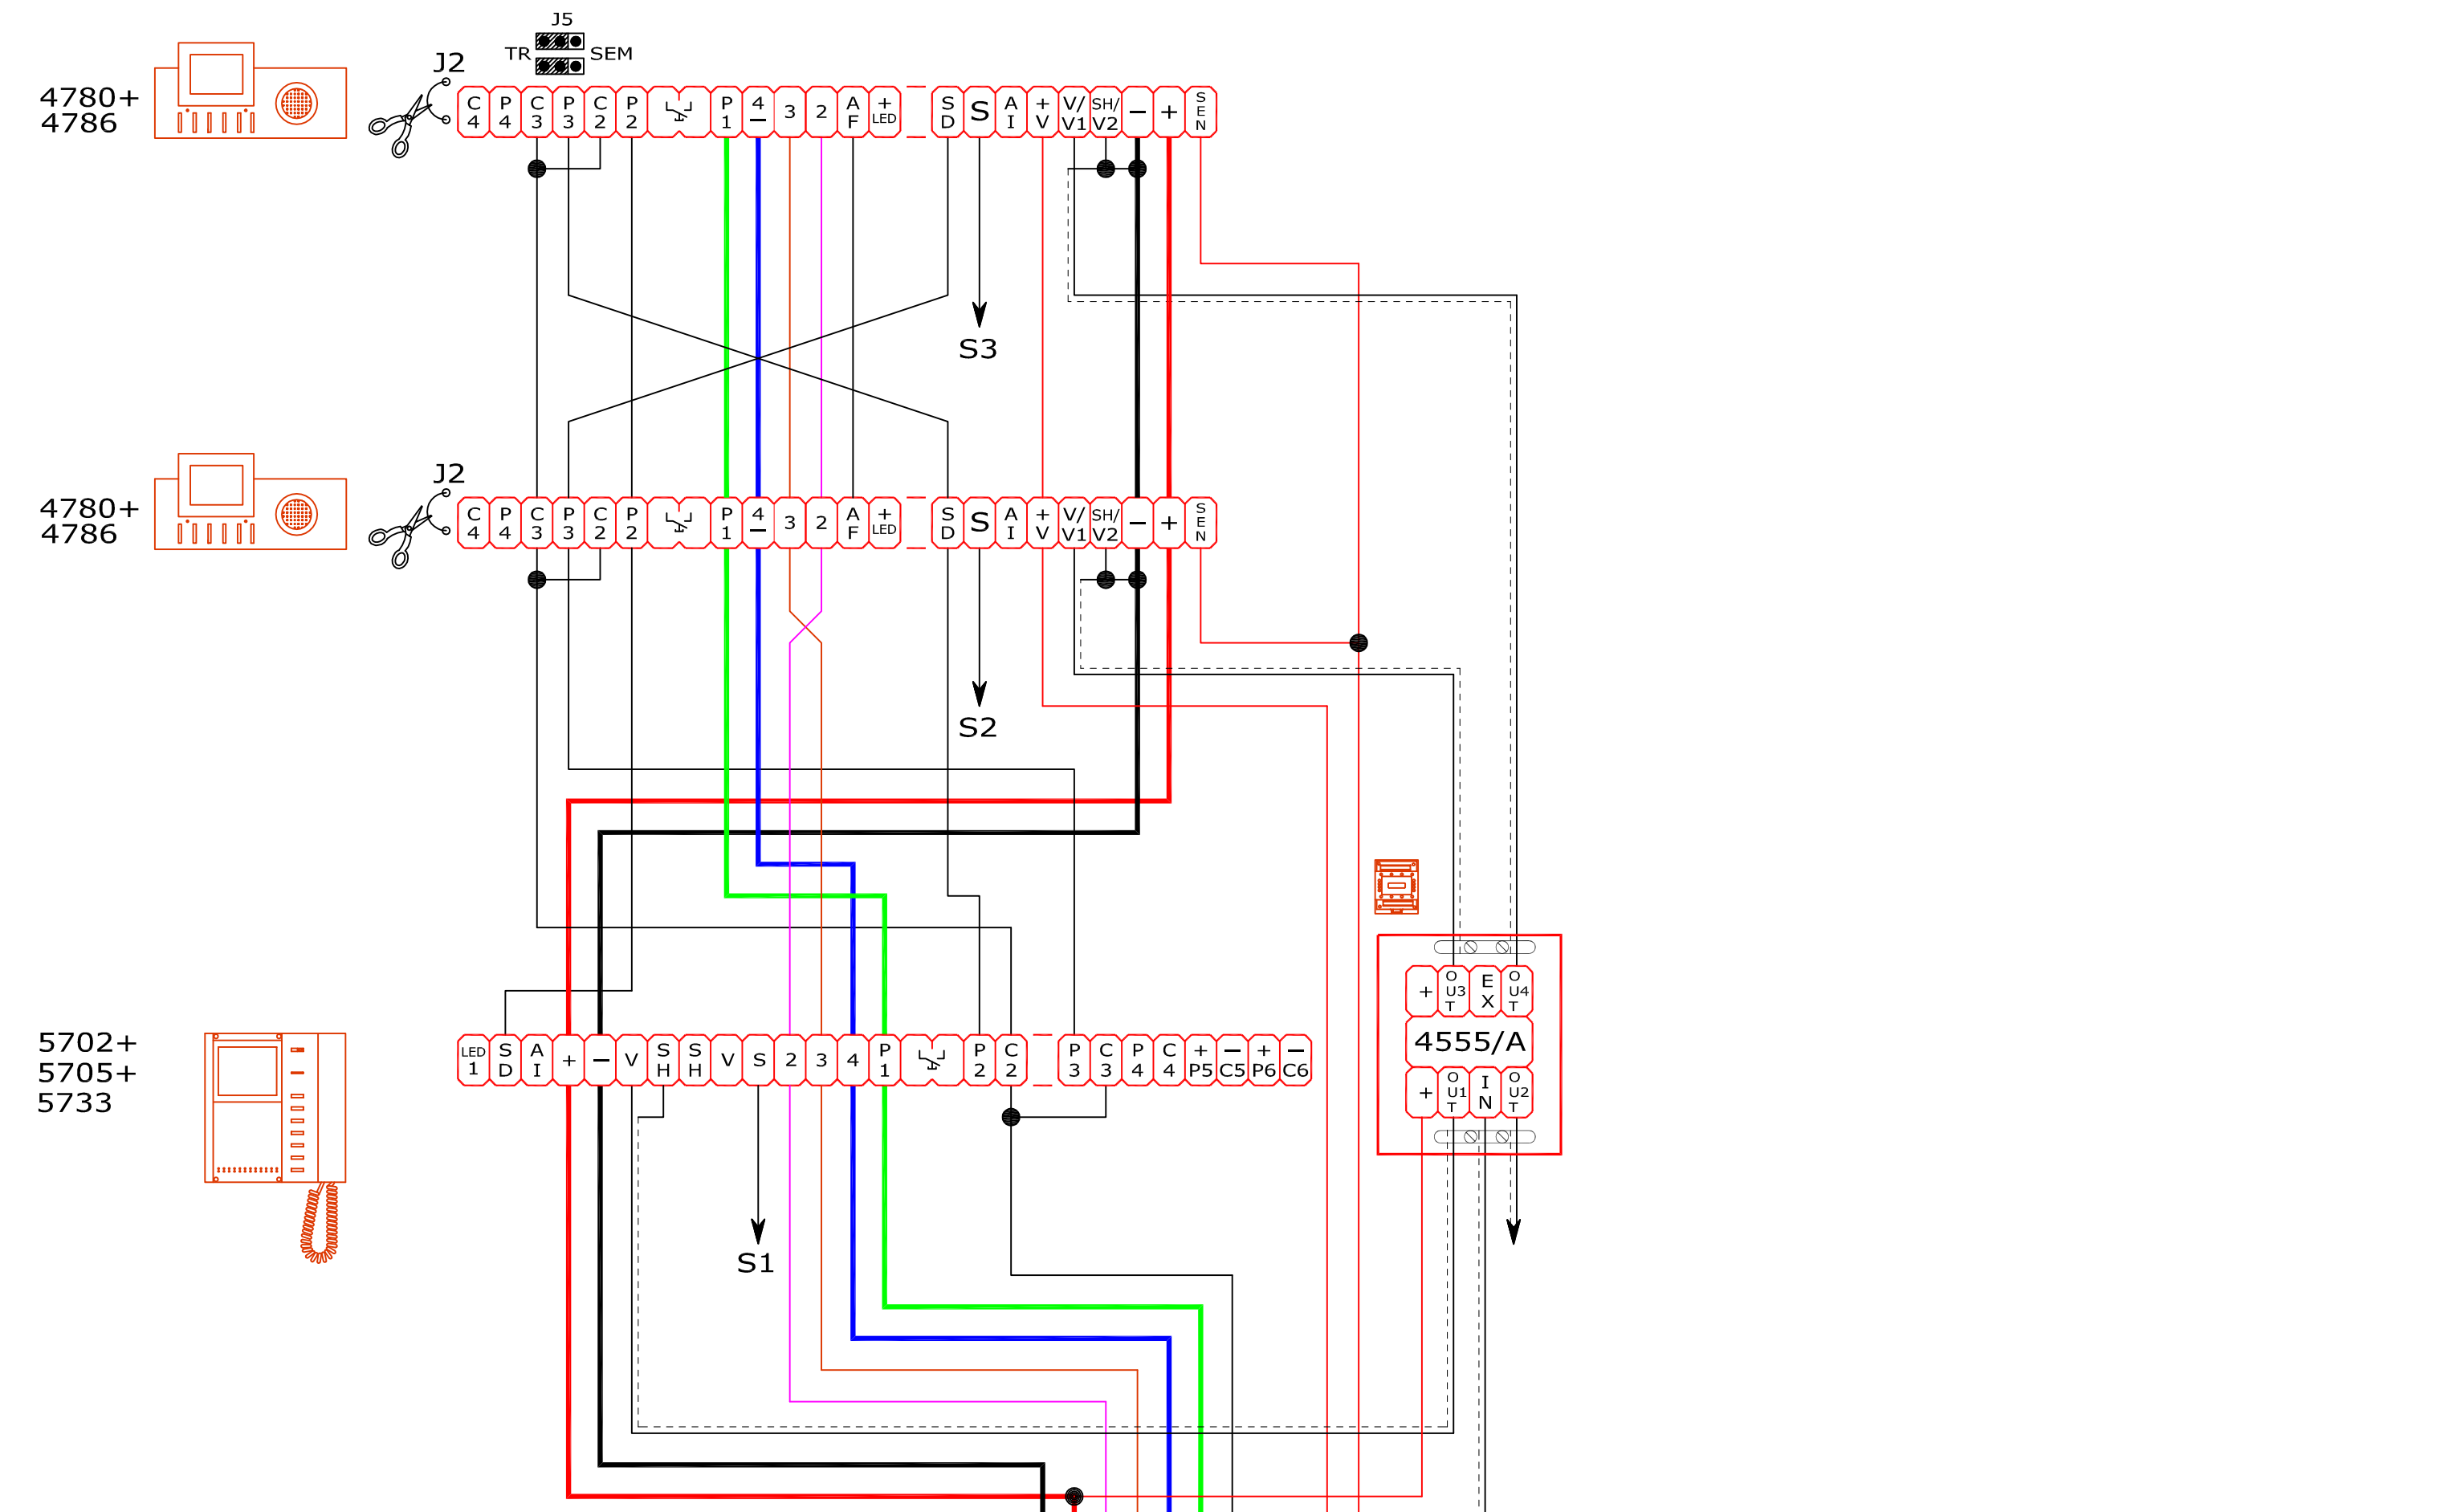 J5
TR SEM
J2
4780+
4786
C4 P4 C3 P3 C2 P2 P1 4– 3 2 AF +LED SD S AI +V V/V1 SH/V2 – + SEN
S3
J2
4780+
4786
C4 P4 C3 P3 C2 P2 P1 4– 3 2 AF +LED SD S AI +V V/V1 SH/V2 – + SEN
S2
+ OUT3 EX OUT4
4555/A
+ OUT1 IN OUT2
5702+
5705+
5733
LED1 SD AI + – V SH SH V S 2 3 4 P1 P2 C2 P3 C3 P4 C4 +P5 –C5 +P6 –C6
S1